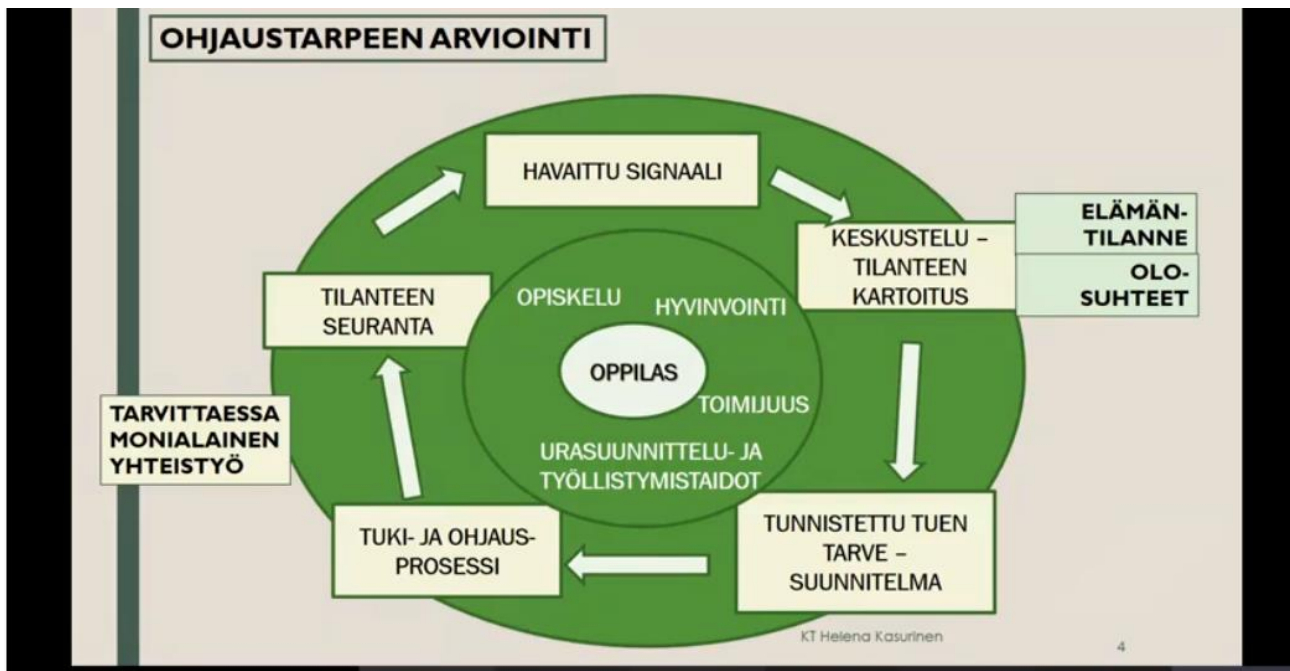 OHJAUSTARPEEN ARVIOINTI
HAVAITTU SIGNAALI
KESKUSTELU –
TILANTEEN
KARTOITUS
ELÄMÄN-
TILANNE
OLO-
SUHTEET
TILANTEEN
SEURANTA
OPISKELU
HYVINVOINTI
OPPILAS
TOIMIJUUS
URASUUNNITTELU- JA
TYÖLLISTYMISTAIDOT
TARVITTAESSA
MONIALAINEN
YHTEISTYÖ
TUKI- JA OHJAUS-
PROSESSI
TUNNISTETTU TUEN
TARVE –
SUUNNITELMA
KT Helena Kasurinen
4